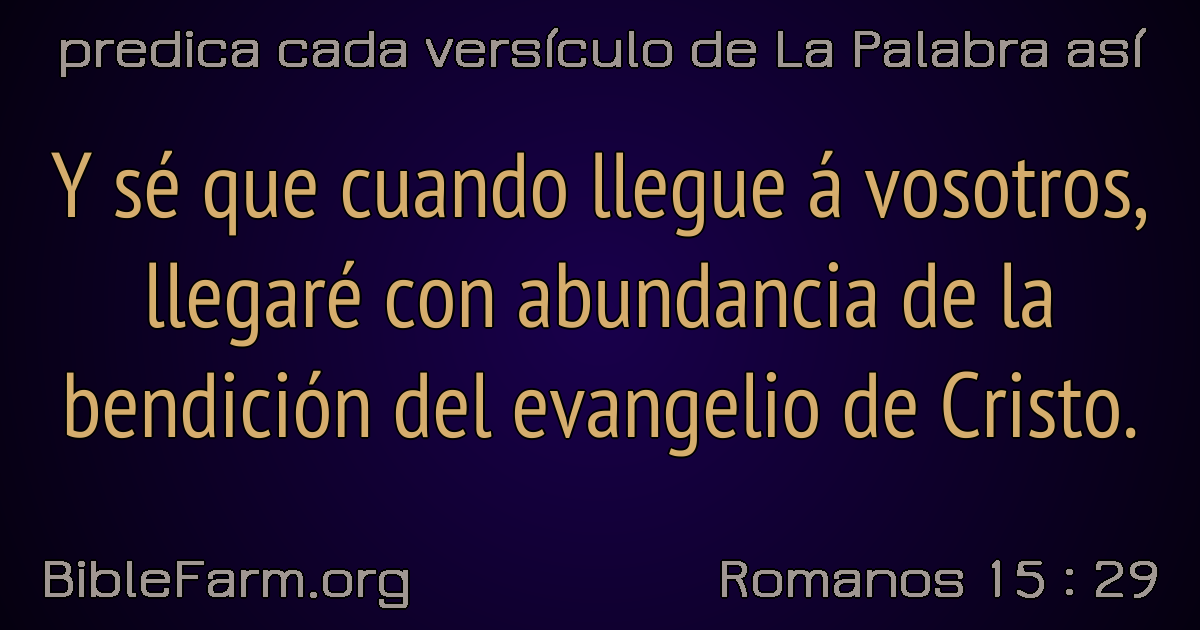 predica cada versículo de La Palabra así
Y sé que cuando llegue á vosotros,
llegaré con abundancia de la
bendición del evangelio de Cristo.
BibleFarm.org
Romanos 15 : 29